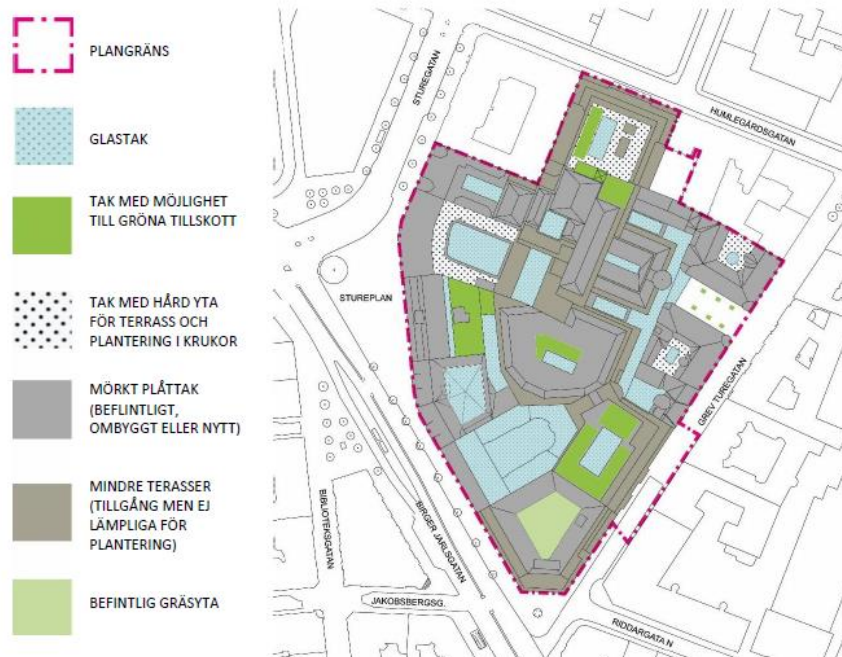 PLANGRÄNS
GLASTAK
TAK MED MÖJLIGHET
TILL GRÖNA TILLSKOTT
TAK MED HÅRD YTA
FÖR TERRASS OCH
PLANTERING I KRUKOR
MÖRKT PLÅTTAK
(BEFLINTLIGT,
OMBYGGT ELLER NYTT)
MINDRE TERASSER
(TILLGÅNG MEN EJ
LÄMPLIGA FÖR
PLANTERING)
BEFINTLIG GRÄSYTA
STUREGATAN
HUMLEGÅRDSGATAN
STUREPLAN
GREV TUREGATAN
BIBLIOTEKSGATAN
BIRGER JARLSGATAN
JAKOBSBERGSG.
RIDDARGATAN